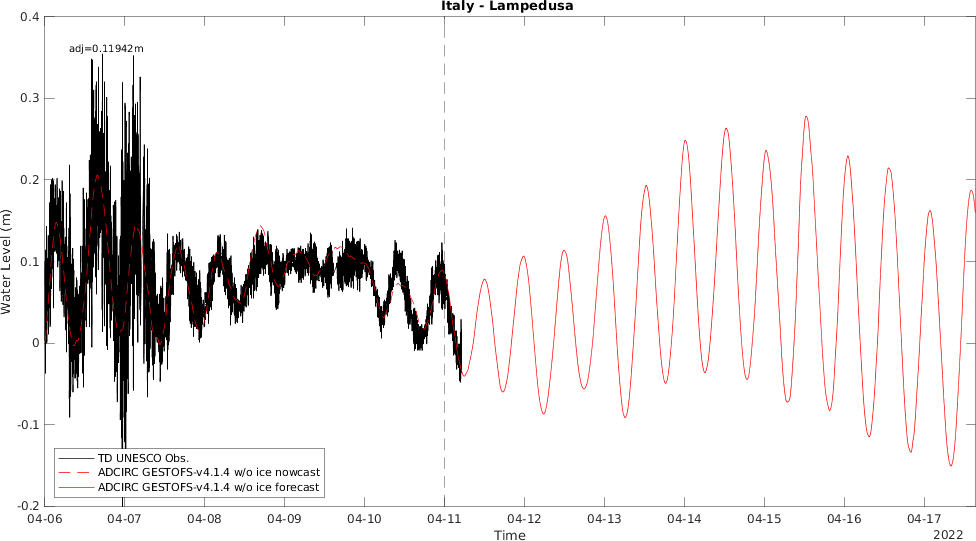 Italy - Lampedusa
0.4
adj=0.11942m
0.3
0.2
0.1
0
-0.1
-0.2
Water Level (m)
TD UNESCO Obs.
ADCIRC GESTOFS-v4.1.4 w/o ice nowcast
ADCIRC GESTOFS-v4.1.4 w/o ice forecast
04-06 04-07 04-08 04-09 04-10 04-11 04-12 04-13 04-14 04-15 04-16 04-17
Time
2022